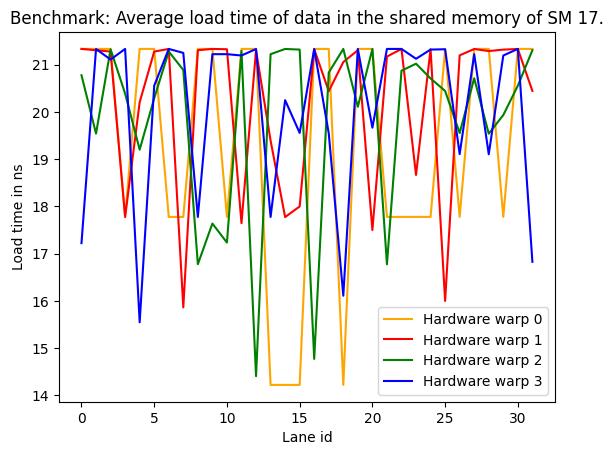 Benchmark: Average load time of data in the shared memory of SM 17.
Load time in ns
21
20
19
18
17
16
15
14
0
5
10
15
20
25
30
Lane id
Hardware warp 0
Hardware warp 1
Hardware warp 2
Hardware warp 3